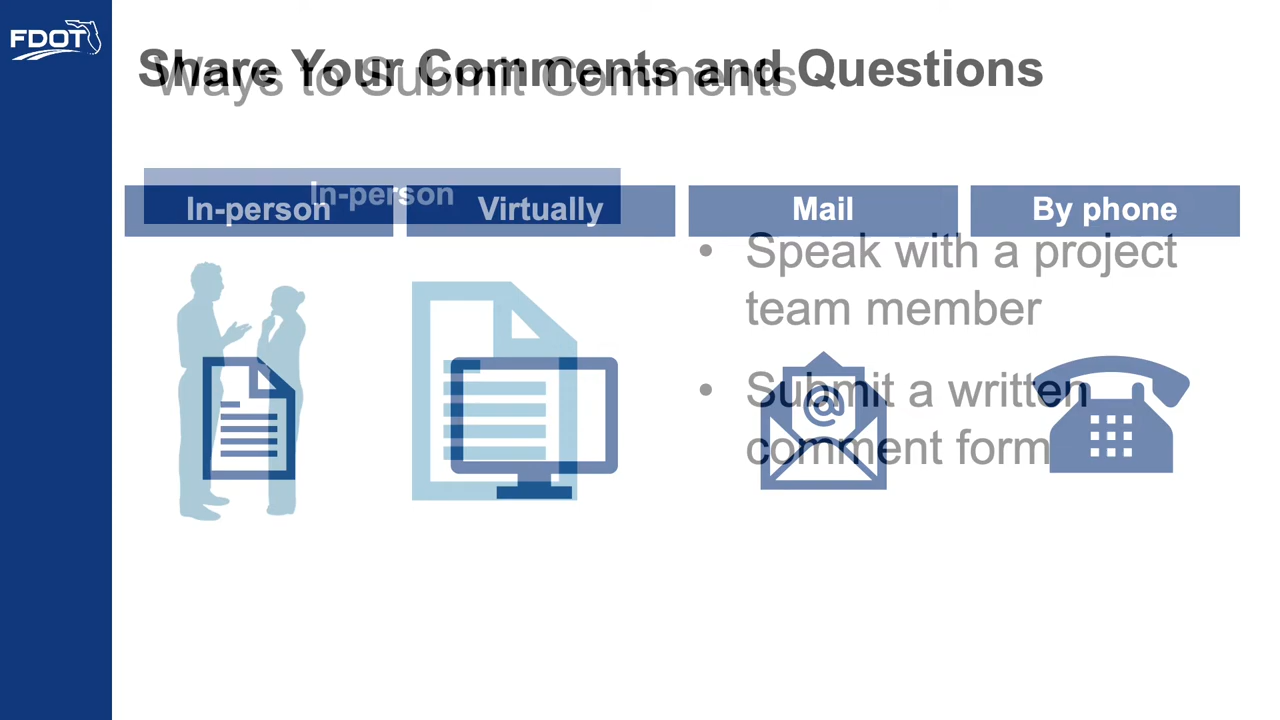 FDOT
Share Your Comments and Questions
Ways to Submit Comments
In-person
In-person
Virtually
Mail
By phone
• Speak with a project
team member
• Submit a written
comment form
@